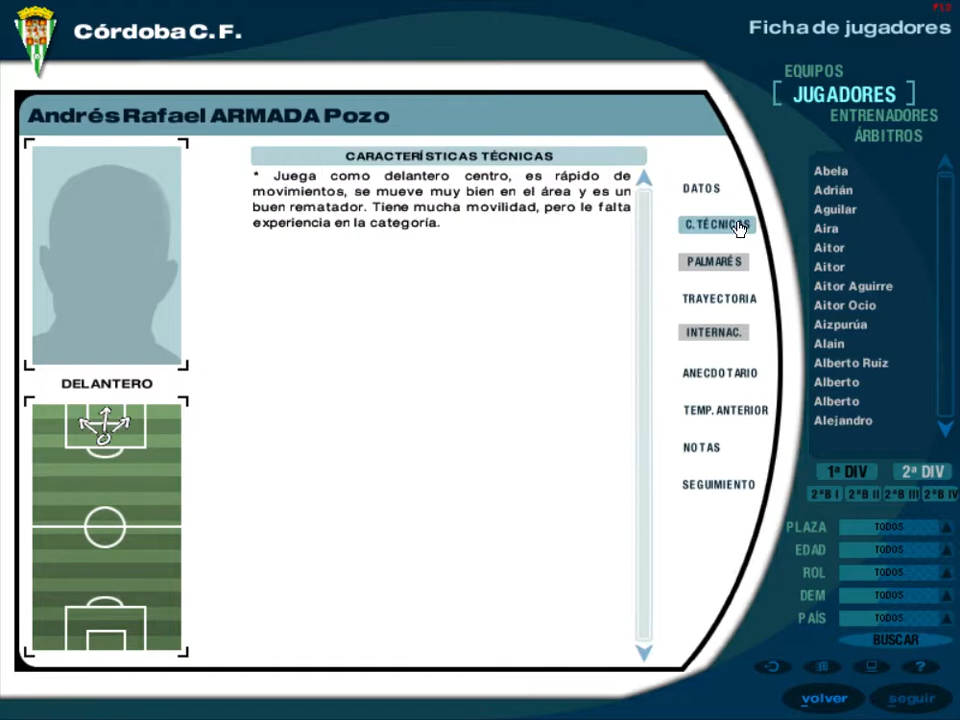 Córdoba C. F.
Ficha de jugadores
EQUIPOS
[ JUGADORES ]
ENTRENADORES
ÁRBITROS
Andrés Rafael ARMADA Pozo
CARACTERÍSTICAS TÉCNICAS
* Juega como delantero centro, es rápido de
movimientos, se mueve muy bien en el área y es un
buen rematador. Tiene mucha movilidad, pero le falta
experiencia en la categoría.
DELANTERO
DATOS
C. TÉCNICAS
PALMARÉS
TRAYECTORIA
INTERNAC.
ANECDOTARIO
TEMP. ANTERIOR
NOTAS
SEGUIMIENTO
Abela
Adrián
Aguilar
Aira
Aitor
Aitor
Aitor Aguirre
Aitor Ocio
Aizpurúa
Alain
Alberto Ruiz
Alberto
Alberto
Alejandro
1ª DIV 2ª DIV
2ªB I 2ªB II 2ªB III 2ªB IV
PLAZA TODOS
EDAD TODOS
ROL TODOS
DEM TODOS
PAÍS TODOS
BUSCAR
?
volver seguir